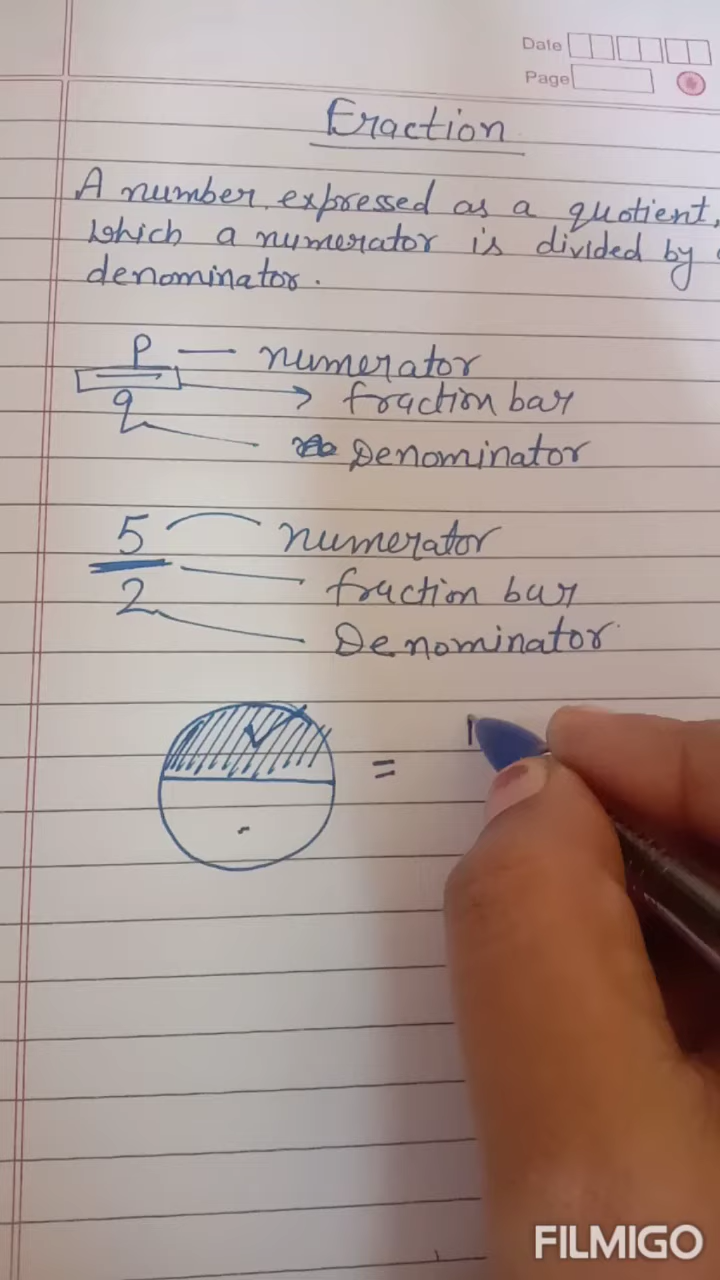 Date
Page
Fraction
A number expressed as a quotient,
which a numerator is divided by
denominator.
P — numerator
fraction bar
q
Denominator
5 numerator
fraction bar
2
Denominator
= 1
FILMIGO